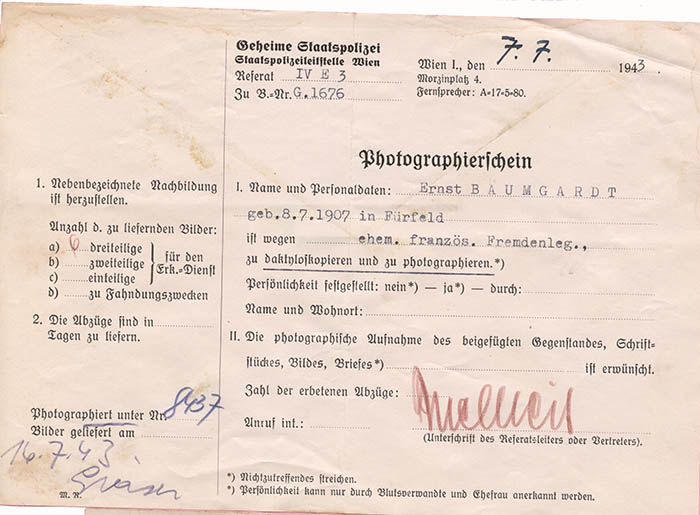 Geheime Staatspolizei
Staatspolizeileitstelle Wien
Referat IV E 3
Zu B.=Nr. G.1676
Wien I., den 7. 7. 1943.
Morzinplatz 4.
Fernsprecher: A=17=5=80.
Photographierschein
1. Nebenbezeichnete Nachbildung
ist herzustellen.
Anzahl d. zu liefernden Bilder:
a) 6 dreiteilige
b) zweiteilige
c) einteilige
für den
Erk.=Dienst
d) zu Fahndungszwecken
2. Die Abzüge sind in
Tagen zu liefern.
Photographiert unter Nr. 8437
Bilder geliefert am
16.7.43
M. R.
I. Name und Personaldaten: Ernst BAUMGARDT
geb.8.7.1907 in Fürfeld
ist wegen ehem. französ. Fremdenleg.,
zu daktyloskopieren und zu photographieren.*)
Persönlichkeit festgestellt: nein*) — ja*) — durch:
Name und Wohnort:
II. Die photographische Aufnahme des beigefügten Gegenstandes, Schrift=
stückes, Bildes, Briefes*) ist erwünscht.
Zahl der erbetenen Abzüge:
Anruf int.:
(Unterschrift des Referatsleiters oder Vertreters).
*) Nichtzutreffendes streichen.
*) Persönlichkeit kann nur durch Blutsverwandte und Ehefrau anerkannt werden.